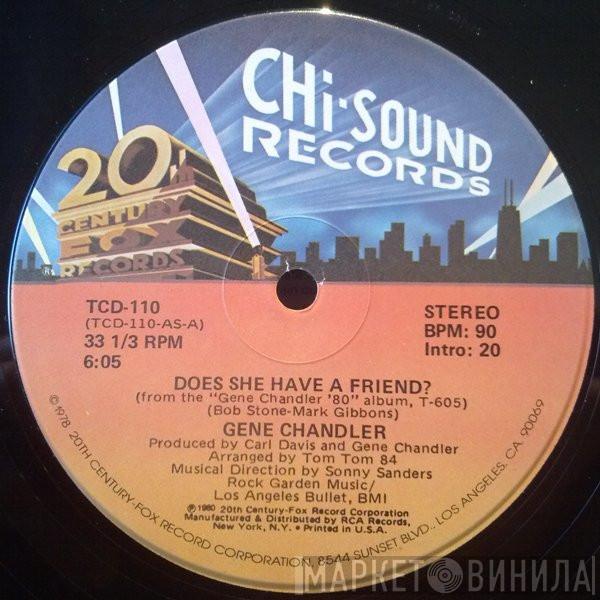 CHi-SOUND
RECORDS
20th
CENTURY
FOX
RECORDS
TCD-110
(TCD-110-AS-A)
33 1/3 RPM
6:05
STEREO
BPM: 90
Intro: 20
DOES SHE HAVE A FRIEND?
(from the "Gene Chandler '80" album, T-605)
(Bob Stone-Mark Gibbons)
GENE CHANDLER
Produced by Carl Davis and Gene Chandler
Arranged by Tom Tom 84
Musical Direction by Sonny Sanders
Rock Garden Music/
Los Angeles Bullet, BMI
℗1980 20th Century-Fox Record Corporation
Manufactured & Distributed by RCA Records,
New York, N.Y. • Printed in U.S.A.
©1978 20TH CENTURY-FOX RECORD CORPORATION, 8544 SUNSET BLVD., LOS ANGELES, CA. 90069
МАРКЕТ ВИНИЛА